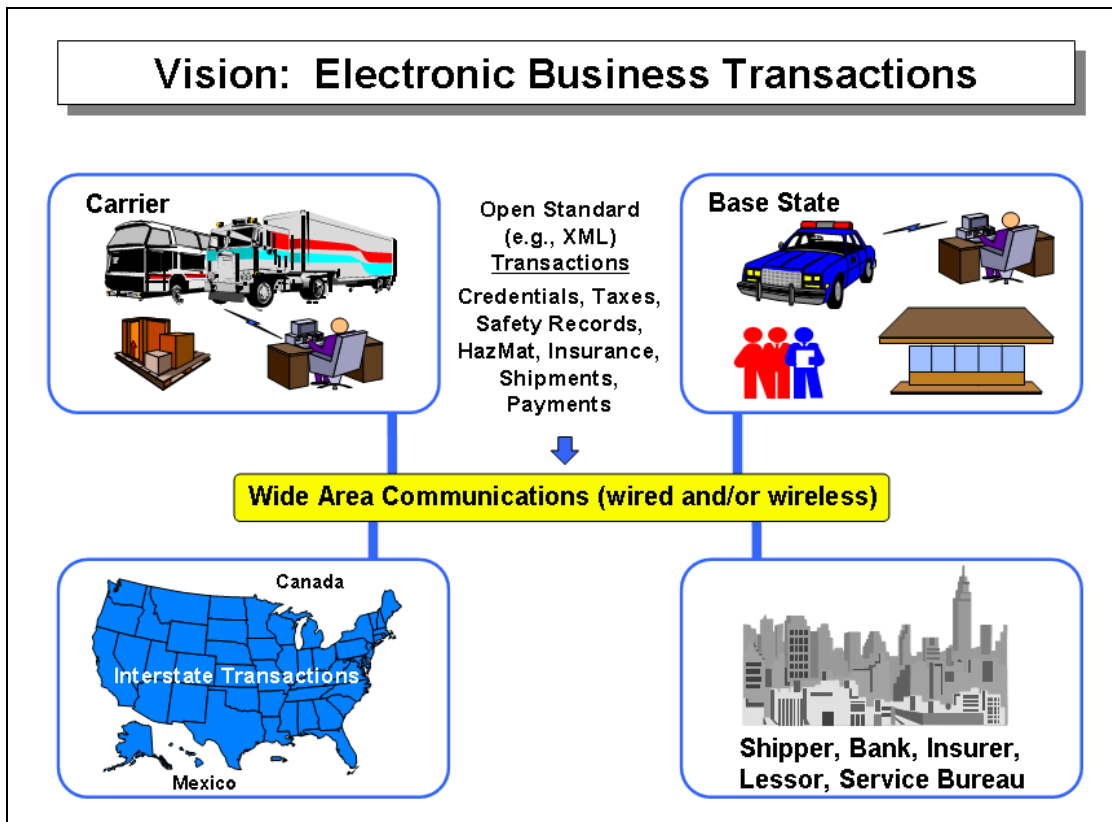 Vision:  Electronic Business Transactions
Carrier
Open Standard
(e.g., XML)
Transactions
Credentials, Taxes,
Safety Records,
HazMat, Insurance,
Shipments,
Payments
Base State
Wide Area Communications (wired and/or wireless)
Canada
Interstate Transactions
Mexico
Shipper, Bank, Insurer,
Lessor, Service Bureau